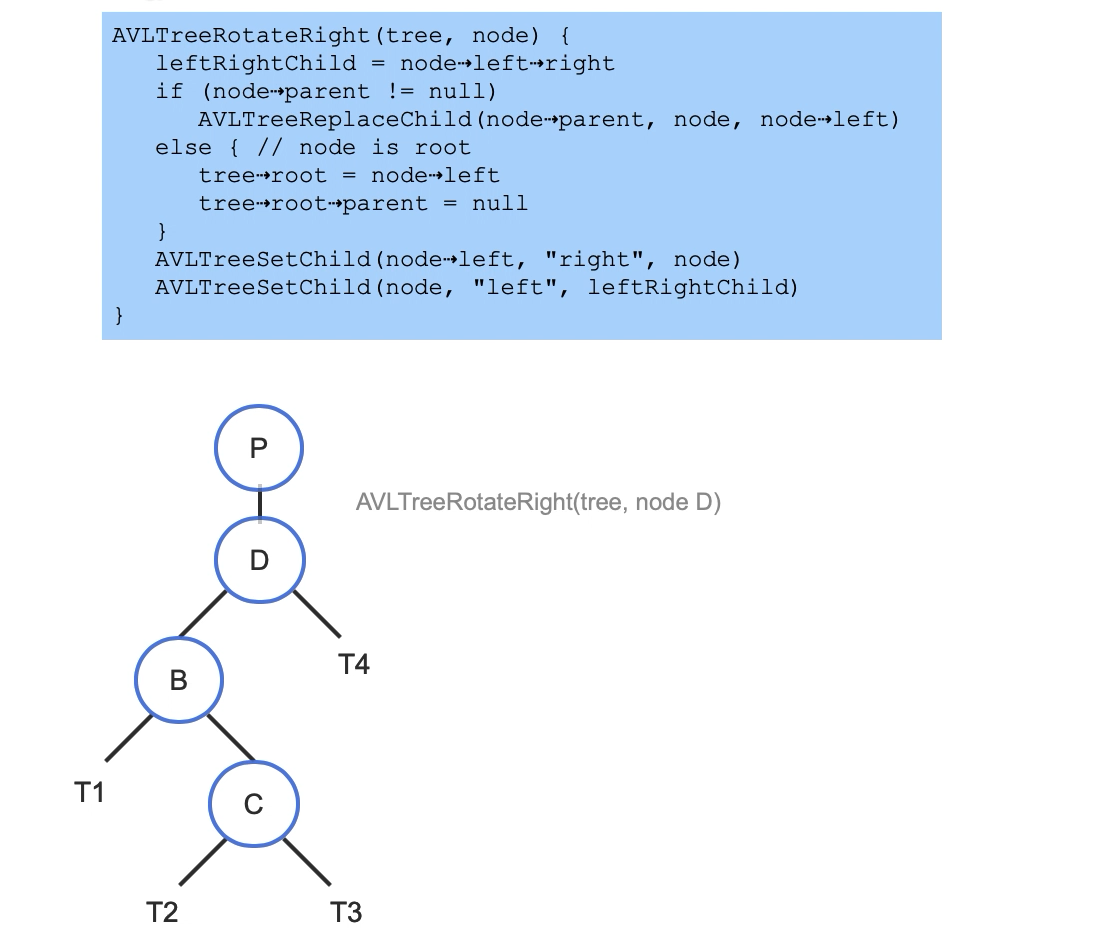 AVLTreeRotateRight(tree, node) {
leftRightChild = node⇢left⇢right
if (node⇢parent != null)
AVLTreeReplaceChild(node⇢parent, node, node⇢left)
else { // node is root
tree⇢root = node⇢left
tree⇢root⇢parent = null
}
AVLTreeSetChild(node⇢left, "right", node)
AVLTreeSetChild(node, "left", leftRightChild)
}
P
AVLTreeRotateRight(tree, node D)
D
T4
B
T1
C
T2
T3